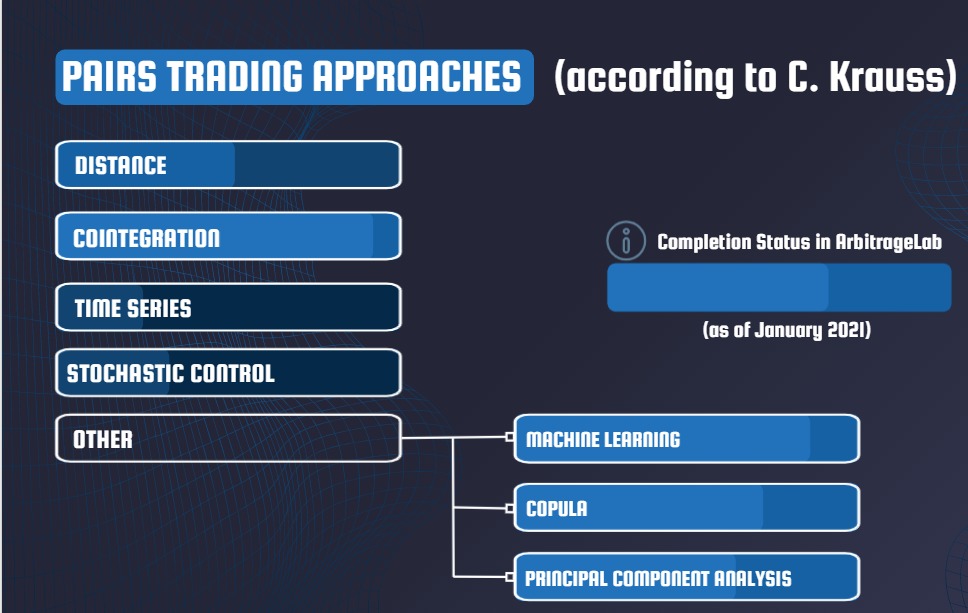 PAIRS TRADING APPROACHES (according to C. Krauss)
DISTANCE
COINTEGRATION
TIME SERIES
STOCHASTIC CONTROL
OTHER
Completion Status in ArbitrageLab
(as of January 2021)
MACHINE LEARNING
COPULA
PRINCIPAL COMPONENT ANALYSIS